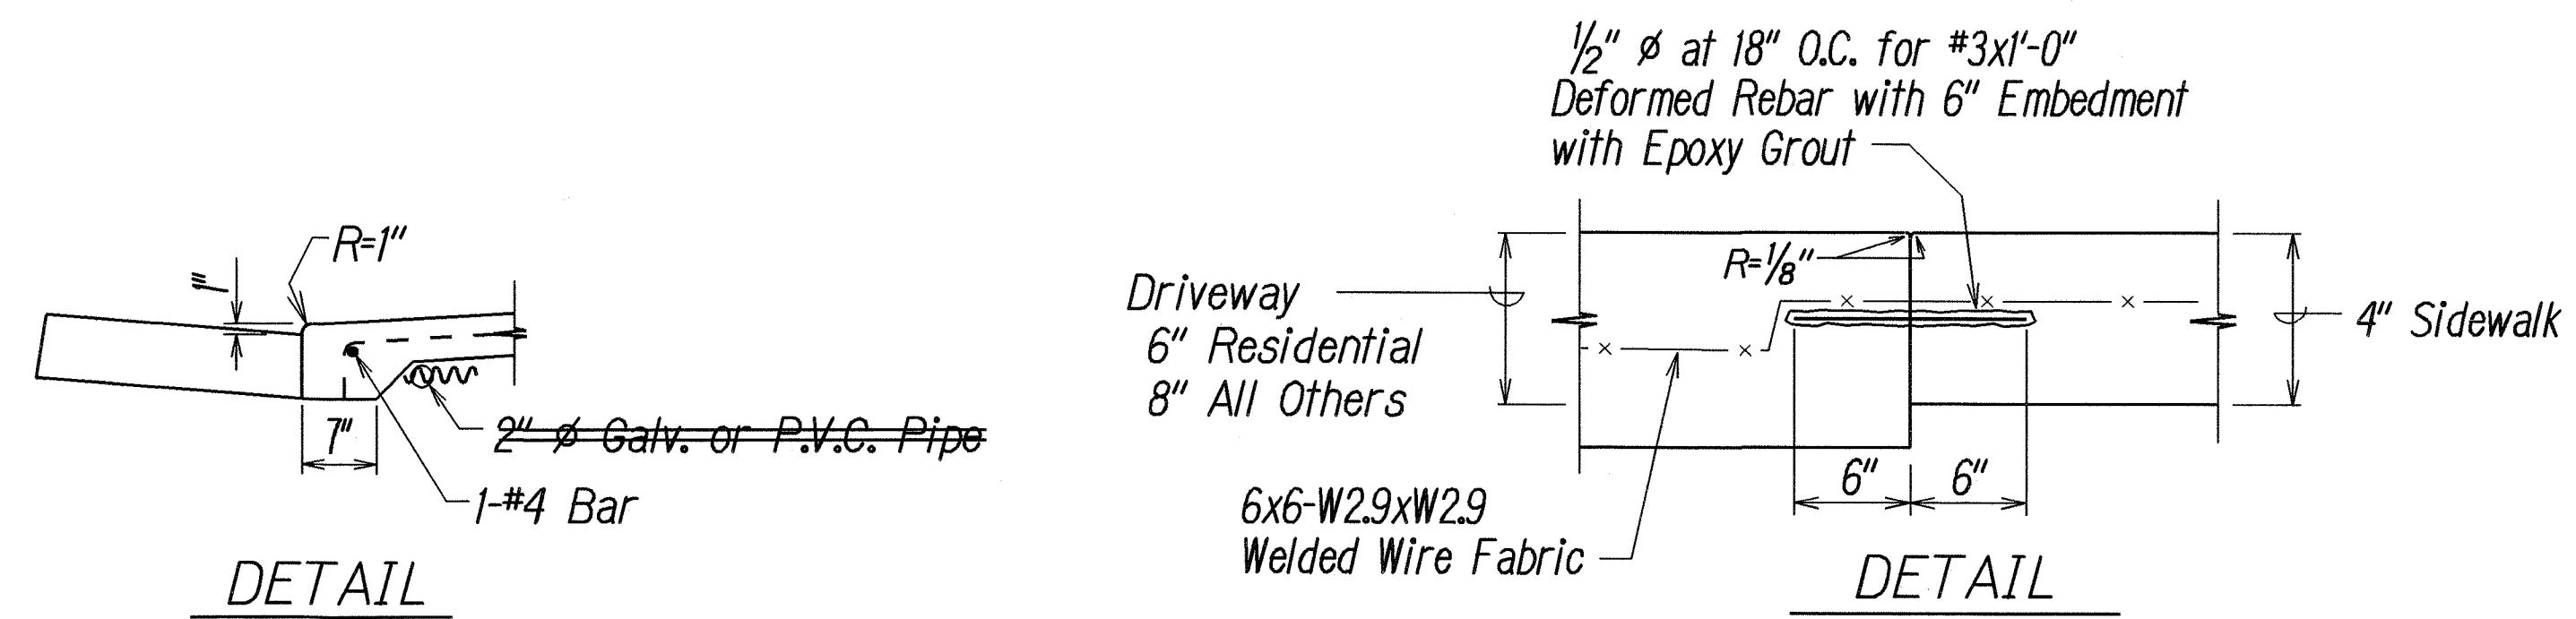 R=1"
1"
7"
2" Ø Galv. or P.V.C. Pipe
1-#4 Bar
DETAIL
1/2" Ø at 18" O.C. for #3x1'-0"
Deformed Rebar with 6" Embedment
with Epoxy Grout
R=1/8"
Driveway
6" Residential
8" All Others
4" Sidewalk
6" 6"
6x6-W2.9xW2.9
Welded Wire Fabric
DETAIL